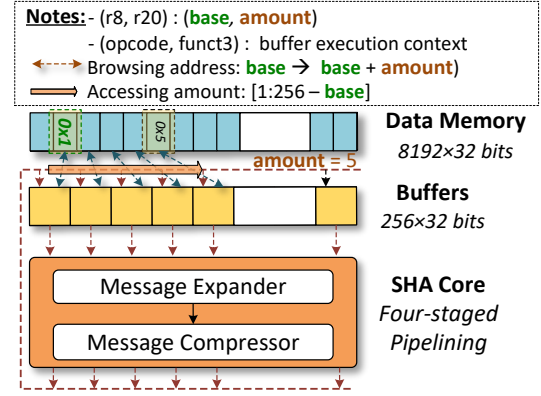 Notes: - (r8, r20) : (base, amount)
- (opcode, funct3) : buffer execution context
Browsing address: base → base + amount)
Accessing amount: [1:256 – base]
0x1
0x5
Data Memory
8192×32 bits
amount = 5
Buffers
256×32 bits
Message Expander
Message Compressor
SHA Core
Four-staged
Pipelining